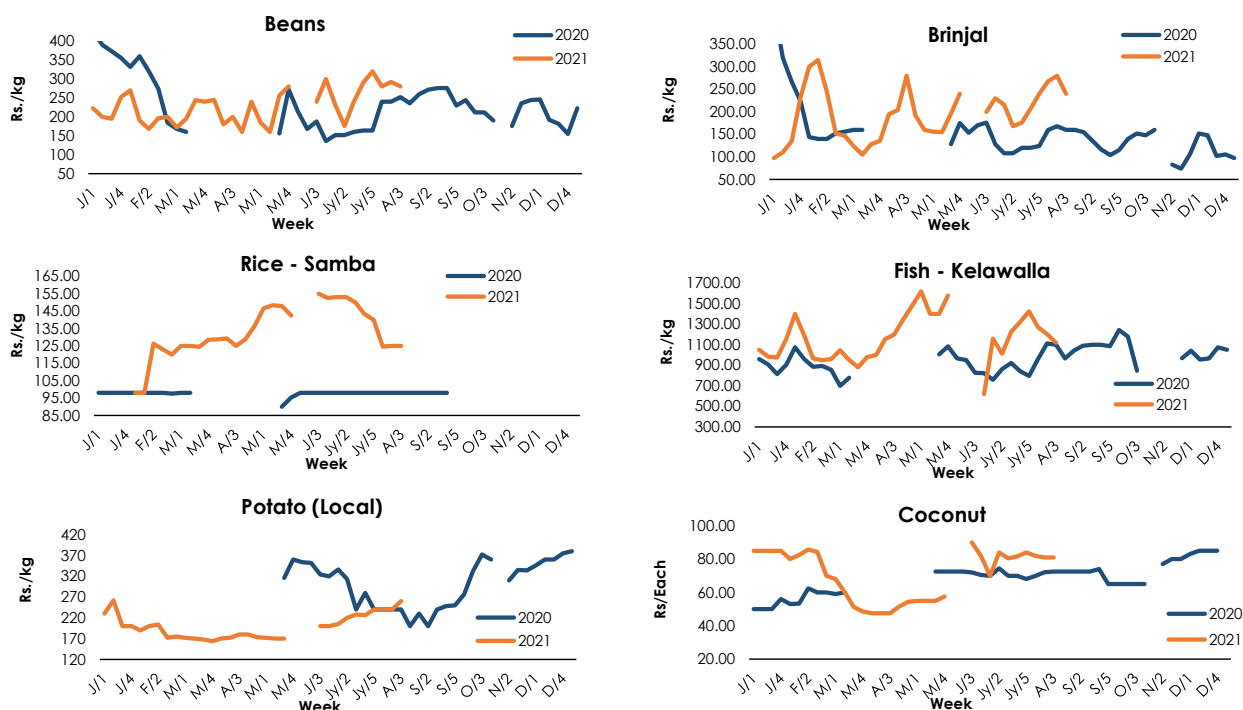 Beans
400
350
300
250
200
150
100
50
Rs./kg
2020
2021
J/1 J/4 F/2 M/1 M/4 A/3 M/1 M/4 J/3 Jy/2 Jy/5 A/3 S/2 S/5 O/3 N/2 D/1 D/4
Week
Brinjal
350.00
300.00
250.00
200.00
150.00
100.00
50.00
Rs./kg
2020
2021
J/1 J/4 F/2 M/1 M/4 A/3 M/1 M/4 J/3 Jy/2 Jy/5 A/3 S/2 S/5 O/3 N/2 D/1 D/4
Week
Rice - Samba
165.00
155.00
145.00
135.00
125.00
115.00
105.00
95.00
85.00
Rs./kg
2020
2021
J/1 J/4 F/2 M/1 M/4 A/3 M/1 M/4 J/3 Jy/2 Jy/5 A/3 S/2 S/5 O/3 N/2 D/1 D/4
Week
Fish - Kelawalla
1700.00
1500.00
1300.00
1100.00
900.00
700.00
500.00
300.00
Rs./kg
2020
2021
J/1 J/4 F/2 M/1 M/4 A/3 M/1 M/4 J/3 Jy/2 Jy/5 A/3 S/2 S/5 O/3 N/2 D/1 D/4
Week
Potato (Local)
420
370
320
270
220
170
120
Rs./kg
2020
2021
J/1 J/4 F/2 M/1 M/4 A/3 M/1 M/4 J/3 Jy/2 Jy/5 A/3 S/2 S/5 O/3 N/2 D/1 D/4
Week
Coconut
100.00
80.00
60.00
40.00
20.00
Rs/Each
2020
2021
J/1 J/4 F/2 M/1 M/4 A/3 M/1 M/4 J/3 Jy/2 Jy/5 A/3 S/2 S/5 O/3 N/2 D/1 D/4
Week